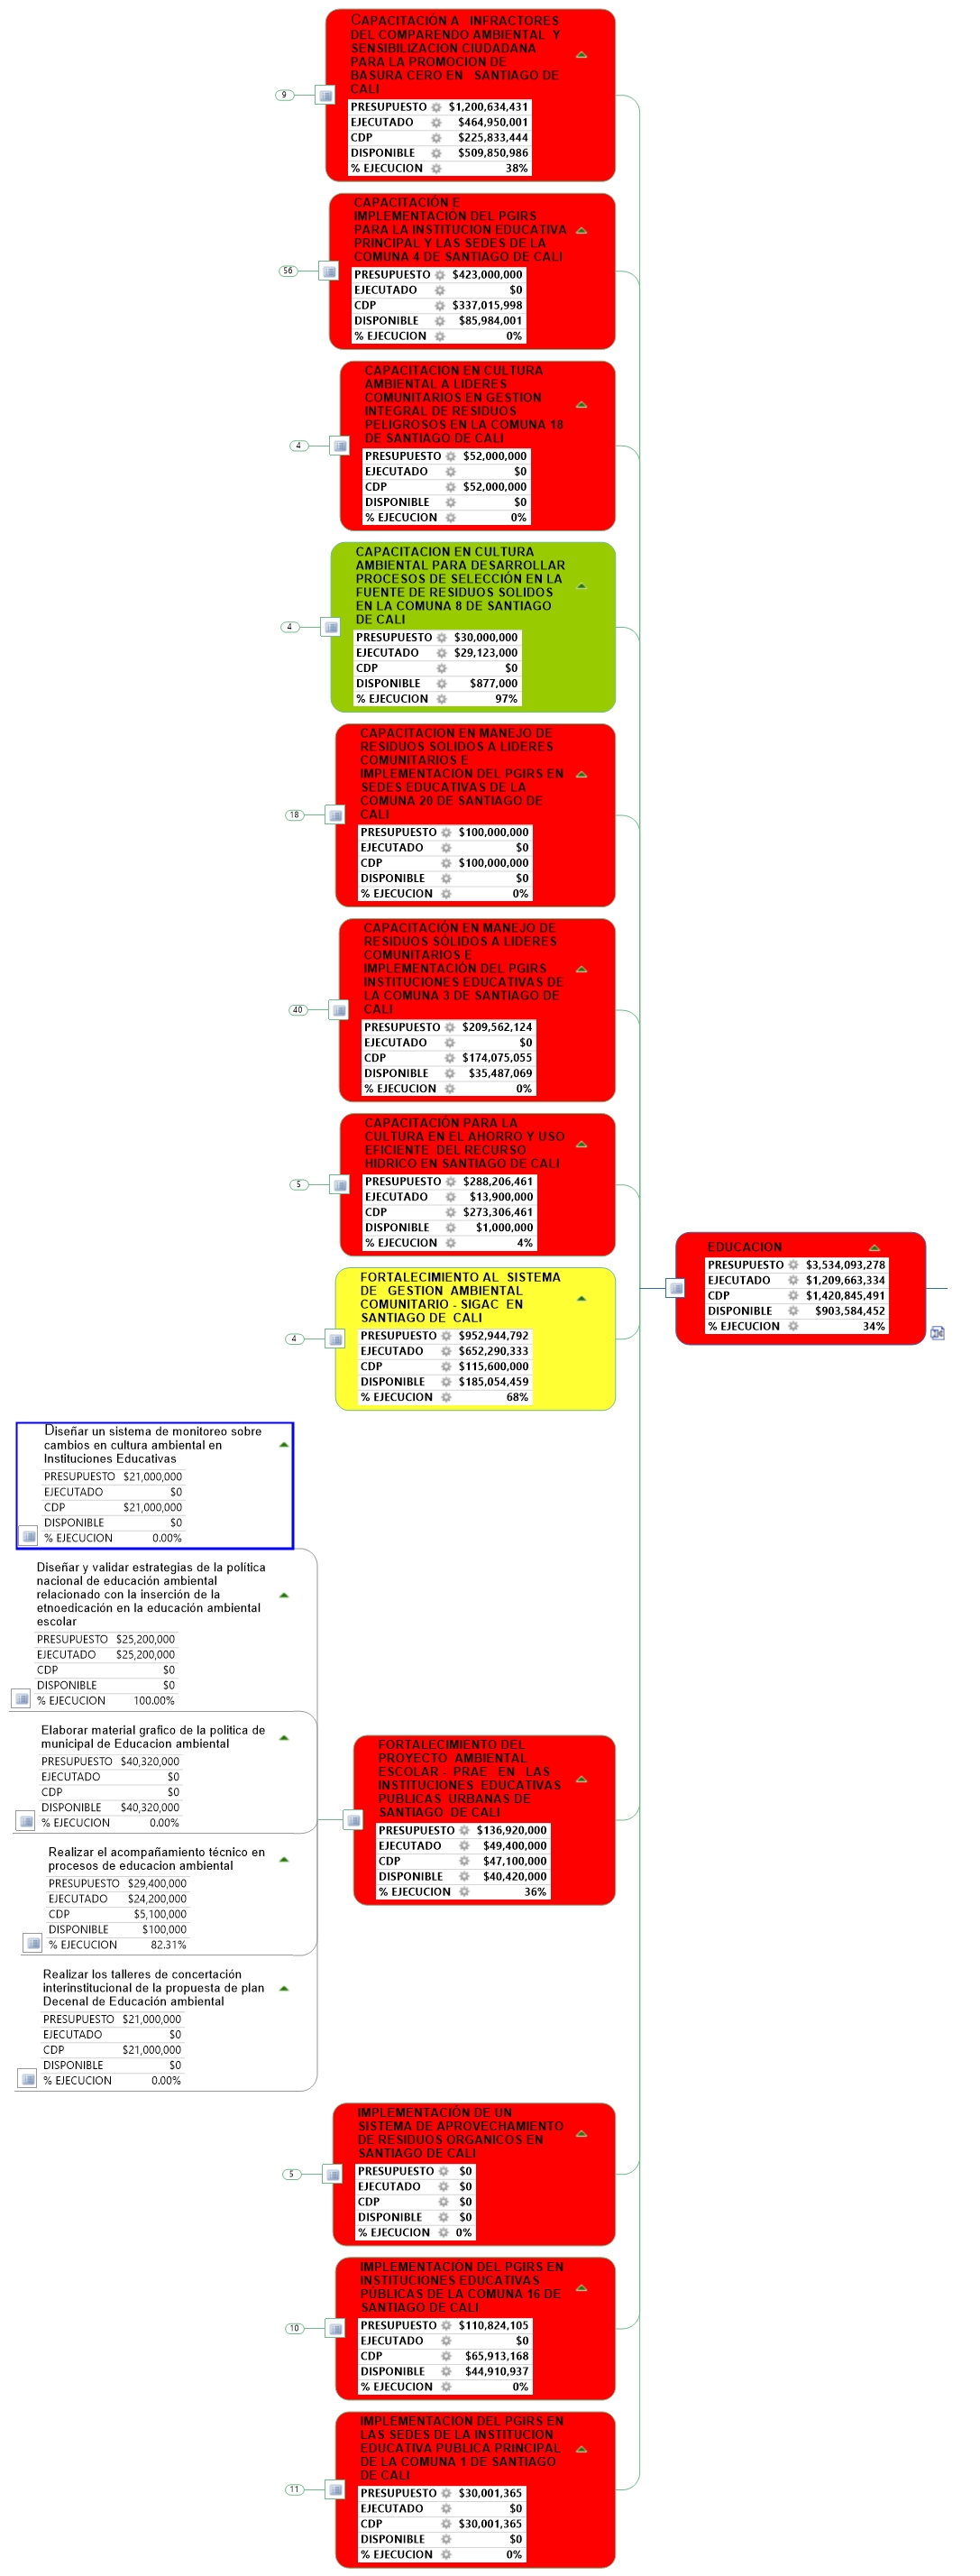 CAPACITACIÓN A INFRACTORES
DEL COMPARENDO AMBIENTAL Y
SENSIBILIZACION CIUDADANA
PARA LA PROMOCION DE
BASURA CERO EN SANTIAGO DE
CALI
9
PRESUPUESTO $1,200,634,431
EJECUTADO $464,950,001
CDP $225,833,444
DISPONIBLE $509,850,986
% EJECUCION 38%
CAPACITACIÓN E
IMPLEMENTACIÓN DEL PGIRS
PARA LA INSTITUCION EDUCATIVA
PRINCIPAL Y LAS SEDES DE LA
COMUNA 4 DE SANTIAGO DE CALI
56
PRESUPUESTO $423,000,000
EJECUTADO $0
CDP $337,015,998
DISPONIBLE $85,984,001
% EJECUCION 0%
CAPACITACION EN CULTURA
AMBIENTAL A LIDERES
COMUNITARIOS EN GESTION
INTEGRAL DE RESIDUOS
PELIGROSOS EN LA COMUNA 18
DE SANTIAGO DE CALI
4
PRESUPUESTO $52,000,000
EJECUTADO $0
CDP $52,000,000
DISPONIBLE $0
% EJECUCION 0%
CAPACITACION EN CULTURA
AMBIENTAL PARA DESARROLLAR
PROCESOS DE SELECCIÓN EN LA
FUENTE DE RESIDUOS SOLIDOS
EN LA COMUNA 8 DE SANTIAGO
DE CALI
4
PRESUPUESTO $30,000,000
EJECUTADO $29,123,000
CDP $0
DISPONIBLE $877,000
% EJECUCION 97%
CAPACITACION EN MANEJO DE
RESIDUOS SOLIDOS A LIDERES
COMUNITARIOS E
IMPLEMENTACION DEL PGIRS EN
SEDES EDUCATIVAS DE LA
COMUNA 20 DE SANTIAGO DE
CALI
18
PRESUPUESTO $100,000,000
EJECUTADO $0
CDP $100,000,000
DISPONIBLE $0
% EJECUCION 0%
CAPACITACIÓN EN MANEJO DE
RESIDUOS SÓLIDOS A LIDERES
COMUNITARIOS E
IMPLEMENTACIÓN DEL PGIRS
INSTITUCIONES EDUCATIVAS DE
LA COMUNA 3 DE SANTIAGO DE
CALI
40
PRESUPUESTO $209,562,124
EJECUTADO $0
CDP $174,075,055
DISPONIBLE $35,487,069
% EJECUCION 0%
CAPACITACIÓN PARA LA
CULTURA EN EL AHORRO Y USO
EFICIENTE DEL RECURSO
HIDRICO EN SANTIAGO DE CALI
5
PRESUPUESTO $288,206,461
EJECUTADO $13,900,000
CDP $273,306,461
DISPONIBLE $1,000,000
% EJECUCION 4%
EDUCACION
PRESUPUESTO $3,534,093,278
EJECUTADO $1,209,663,334
CDP $1,420,845,491
DISPONIBLE $903,584,452
% EJECUCION 34%
FORTALECIMIENTO AL SISTEMA
DE GESTION AMBIENTAL
COMUNITARIO - SIGAC EN
SANTIAGO DE CALI
4
PRESUPUESTO $952,944,792
EJECUTADO $652,290,333
CDP $115,600,000
DISPONIBLE $185,054,459
% EJECUCION 68%
Diseñar un sistema de monitoreo sobre
cambios en cultura ambiental en
Instituciones Educativas
PRESUPUESTO $21,000,000
EJECUTADO $0
CDP $21,000,000
DISPONIBLE $0
% EJECUCION 0.00%
Diseñar y validar estrategias de la política
nacional de educación ambiental
relacionado con la inserción de la
etnoedicación en la educación ambiental
escolar
PRESUPUESTO $25,200,000
EJECUTADO $25,200,000
CDP $0
DISPONIBLE $0
% EJECUCION 100.00%
Elaborar material grafico de la politica de
municipal de Educacion ambiental
PRESUPUESTO $40,320,000
EJECUTADO $0
CDP $0
DISPONIBLE $40,320,000
% EJECUCION 0.00%
Realizar el acompañamiento técnico en
procesos de educacion ambiental
PRESUPUESTO $29,400,000
EJECUTADO $24,200,000
CDP $5,100,000
DISPONIBLE $100,000
% EJECUCION 82.31%
Realizar los talleres de concertación
interinstitucional de la propuesta de plan
Decenal de Educación ambiental
PRESUPUESTO $21,000,000
EJECUTADO $0
CDP $21,000,000
DISPONIBLE $0
% EJECUCION 0.00%
FORTALECIMIENTO DEL
PROYECTO AMBIENTAL
ESCOLAR - PRAE EN LAS
INSTITUCIONES EDUCATIVAS
PUBLICAS URBANAS DE
SANTIAGO DE CALI
PRESUPUESTO $136,920,000
EJECUTADO $49,400,000
CDP $47,100,000
DISPONIBLE $40,420,000
% EJECUCION 36%
IMPLEMENTACIÓN DE UN
SISTEMA DE APROVECHAMIENTO
DE RESIDUOS ORGANICOS EN
SANTIAGO DE CALI
5
PRESUPUESTO $0
EJECUTADO $0
CDP $0
DISPONIBLE $0
% EJECUCION 0%
IMPLEMENTACIÓN DEL PGIRS EN
INSTITUCIONES EDUCATIVAS
PÚBLICAS DE LA COMUNA 16 DE
SANTIAGO DE CALI
10
PRESUPUESTO $110,824,105
EJECUTADO $0
CDP $65,913,168
DISPONIBLE $44,910,937
% EJECUCION 0%
IMPLEMENTACION DEL PGIRS EN
LAS SEDES DE LA INSTITUCION
EDUCATIVA PUBLICA PRINCIPAL
DE LA COMUNA 1 DE SANTIAGO
DE CALI
11
PRESUPUESTO $30,001,365
EJECUTADO $0
CDP $30,001,365
DISPONIBLE $0
% EJECUCION 0%